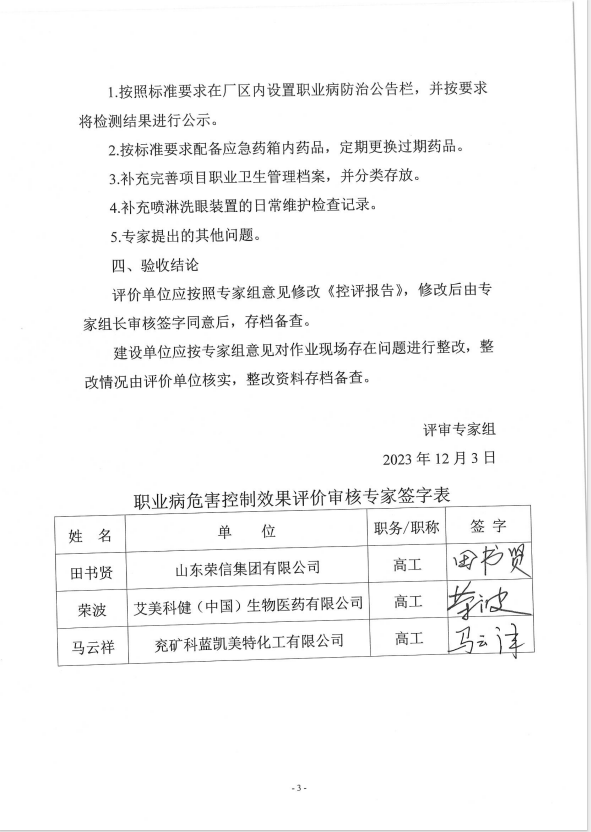 1.按照标准要求在厂区内设置职业病防治公告栏，并按要求
将检测结果进行公示。
2.按标准要求配备应急药箱内药品，定期更换过期药品。
3.补充完善项目职业卫生管理档案，并分类存放。
4.补充喷淋洗眼装置的日常维护检查记录。
5.专家提出的其他问题。
四、验收结论
评价单位应按照专家组意见修改《控评报告》，修改后由专
家组长审核签字同意后，存档备查。
建设单位应按专家组意见对作业现场存在问题进行整改，整
改情况由评价单位核实，整改资料存档备查。
评审专家组
2023 年 12 月 3 日
职业病危害控制效果评价审核专家签字表
姓 名 单 位 职务/职称 签 字
田书贤 山东荣信集团有限公司 高工 田书贤
荣波 艾美科健（中国）生物医药有限公司 高工 荣波
马云祥 兖矿科蓝凯美特化工有限公司 高工 马云祥
- 3 -